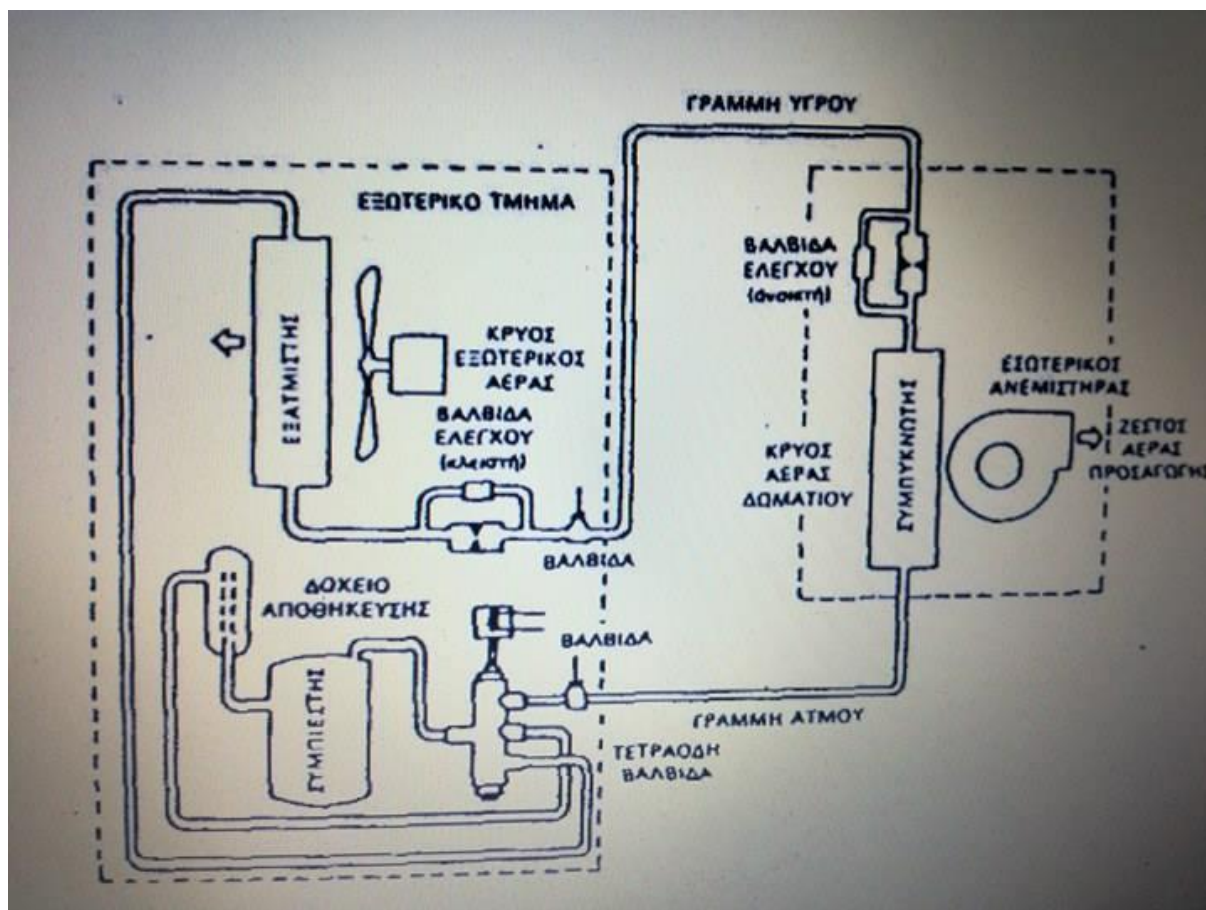 ΓΡΑΜΜΗ ΥΓΡΟΥ
ΕΞΩΤΕΡΙΚΟ ΤΜΗΜΑ
ΒΑΛΒΙΔΑ
ΕΛΕΓΧΟΥ
(ανοικτή)
ΕΞΑΤΜΙΣΤΗΣ
ΚΡΥΟΣ
ΕΞΩΤΕΡΙΚΟΣ
ΑΕΡΑΣ
ΒΑΛΒΙΔΑ
ΕΛΕΓΧΟΥ
(κλειστή)
ΕΣΩΤΕΡΙΚΟΣ
ΑΝΕΜΙΣΤΗΡΑΣ
ΣΥΜΠΥΚΝΩΤΗΣ
ΖΕΣΤΟΣ
ΑΕΡΑΣ
ΠΡΟΣΑΓΩΓΗΣ
ΚΡΥΟΣ
ΑΕΡΑΣ
ΔΩΜΑΤΙΟΥ
ΒΑΛΒΙΔΑ
ΔΟΧΕΙΟ
ΑΠΟΘΗΚΕΥΣΗΣ
ΒΑΛΒΙΔΑ
ΣΥΜΠΙΕΣΤΗΣ
ΓΡΑΜΜΗ ΑΤΜΟΥ
ΤΕΤΡΑΟΔΗ
ΒΑΛΒΙΔΑ